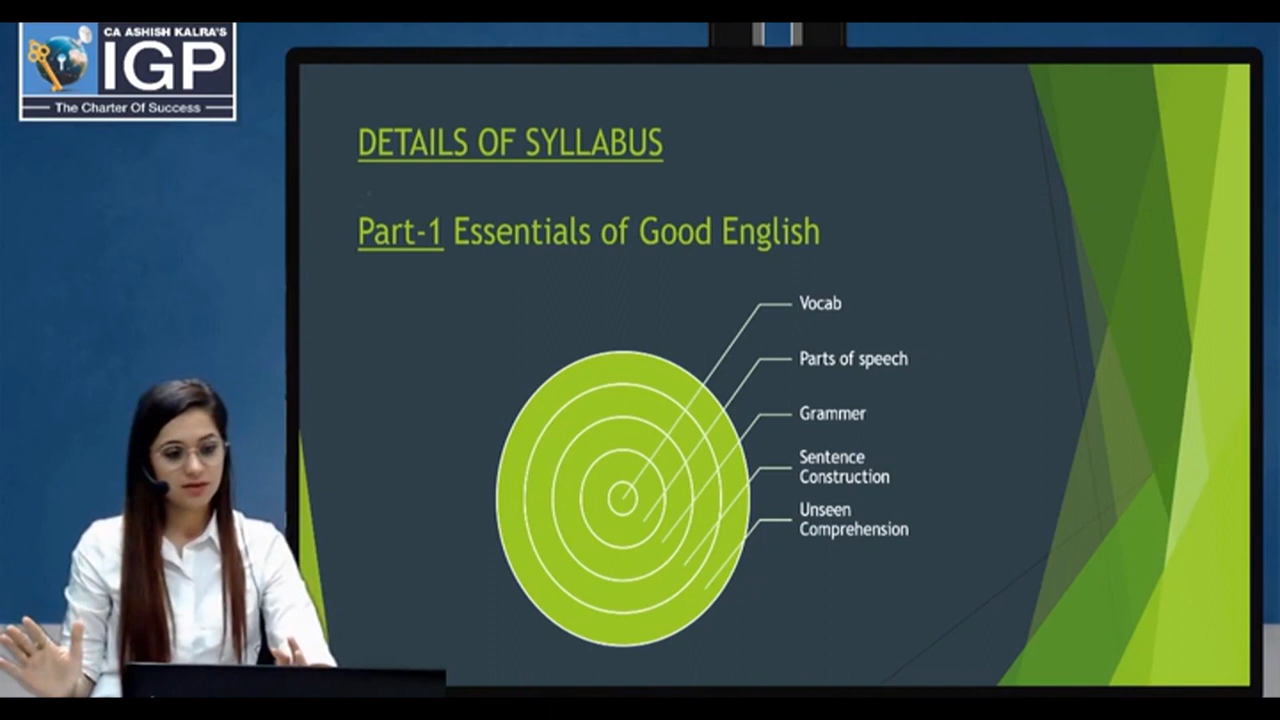 CA ASHISH KALRA'S
IGP
The Charter Of Success
DETAILS OF SYLLABUS
Part-1 Essentials of Good English
Vocab
Parts of speech
Grammer
Sentence
Construction
Unseen
Comprehension